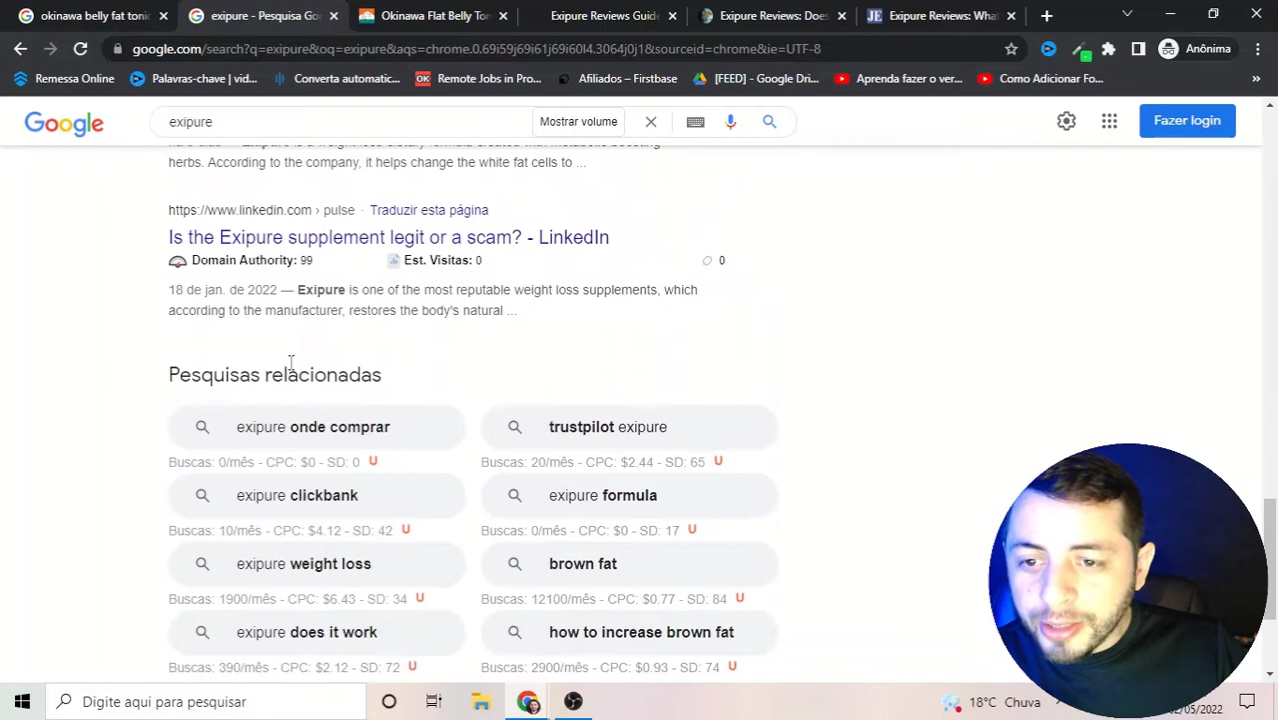 okinawa belly fat tonic
exipure - Pesquisa Goo
Okinawa Flat Belly Ton
Exipure Reviews Guide
Exipure Reviews: Does
JE Exipure Reviews: What
google.com/search?q=exipure&oq=exipure&aqs=chrome.0.69i59j69i61j69i60l4.3064j0j1&sourceid=chrome&ie=UTF-8
Anônima
Remessa Online
Palavras-chave | vid...
Converta automatic...
OK Remote Jobs in Pro...
Afiliados – Firstbase
[FEED] - Google Dri...
Aprenda fazer o ver...
Como Adicionar Fo...
Google
exipure
Mostrar volume
Fazer login
herbs. According to the company, it helps change the white fat cells to ...
https://www.linkedin.com › pulse · Traduzir esta página
Is the Exipure supplement legit or a scam? - LinkedIn
Domain Authority: 99 Est. Visitas: 0 0
18 de jan. de 2022 — Exipure is one of the most reputable weight loss supplements, which
according to the manufacturer, restores the body's natural ...
Pesquisas relacionadas
exipure onde comprar
trustpilot exipure
Buscas: 0/mês - CPC: $0 - SD: 0
Buscas: 20/mês - CPC: $2.44 - SD: 65
exipure clickbank
exipure formula
Buscas: 10/mês - CPC: $4.12 - SD: 42
Buscas: 0/mês - CPC: $0 - SD: 17
exipure weight loss
brown fat
Buscas: 1900/mês - CPC: $6.43 - SD: 34
Buscas: 12100/mês - CPC: $0.77 - SD: 84
exipure does it work
how to increase brown fat
Buscas: 390/mês - CPC: $2.12 - SD: 72
Buscas: 2900/mês - CPC: $0.93 - SD: 74
Digite aqui para pesquisar
18°C Chuva
/05/2022